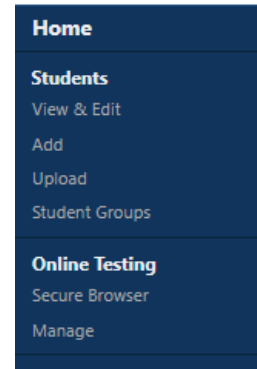 Home
Students
View & Edit
Add
Upload
Student Groups
Online Testing
Secure Browser
Manage